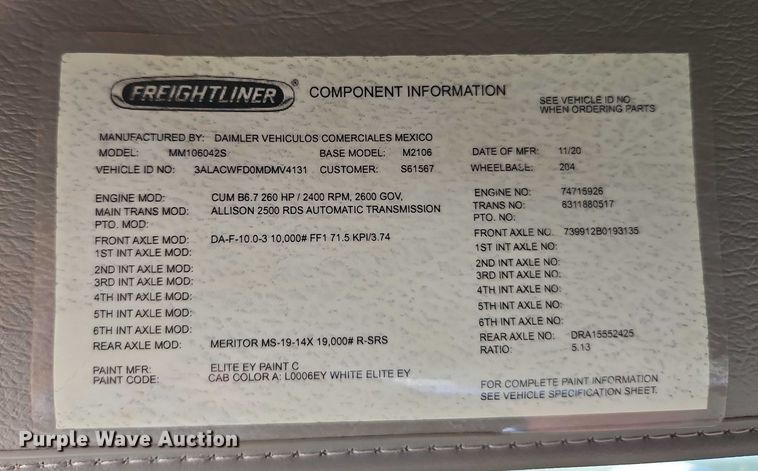 FREIGHTLINER® COMPONENT INFORMATION
SEE VEHICLE ID NO
WHEN ORDERING PARTS
MANUFACTURED BY: DAIMLER VEHICULOS COMERCIALES MEXICO
MODEL: MM106042S BASE MODEL: M2106 DATE OF MFR: 11/20
VEHICLE ID NO: 3ALACWFD0MDMV4131 CUSTOMER: S61567 WHEELBASE: 204
ENGINE MOD: CUM B6.7 260 HP / 2400 RPM, 2600 GOV, ENGINE NO: 74715926
MAIN TRANS MOD: ALLISON 2500 RDS AUTOMATIC TRANSMISSION TRANS NO: 6311880517
PTO. MOD: PTO. NO:
FRONT AXLE MOD: DA-F-10.0-3 10,000# FF1 71.5 KPI/3.74 FRONT AXLE NO: 739912B0193135
1ST INT AXLE MOD: 1ST INT AXLE NO:
2ND INT AXLE MOD: 2ND INT AXLE NO:
3RD INT AXLE MOD: 3RD INT AXLE NO:
4TH INT AXLE MOD: 4TH INT AXLE NO:
5TH INT AXLE MOD: 5TH INT AXLE NO:
6TH INT AXLE MOD: 6TH INT AXLE NO:
REAR AXLE MOD: MERITOR MS-19-14X 19,000# R-SRS REAR AXLE NO: DRA15552425
RATIO: 5.13
PAINT MFR: ELITE EY PAINT C
PAINT CODE: CAB COLOR A: L0006EY WHITE ELITE EY
FOR COMPLETE PAINT INFORMATION
SEE VEHICLE SPECIFICATION SHEET.
Purple Wave Auction